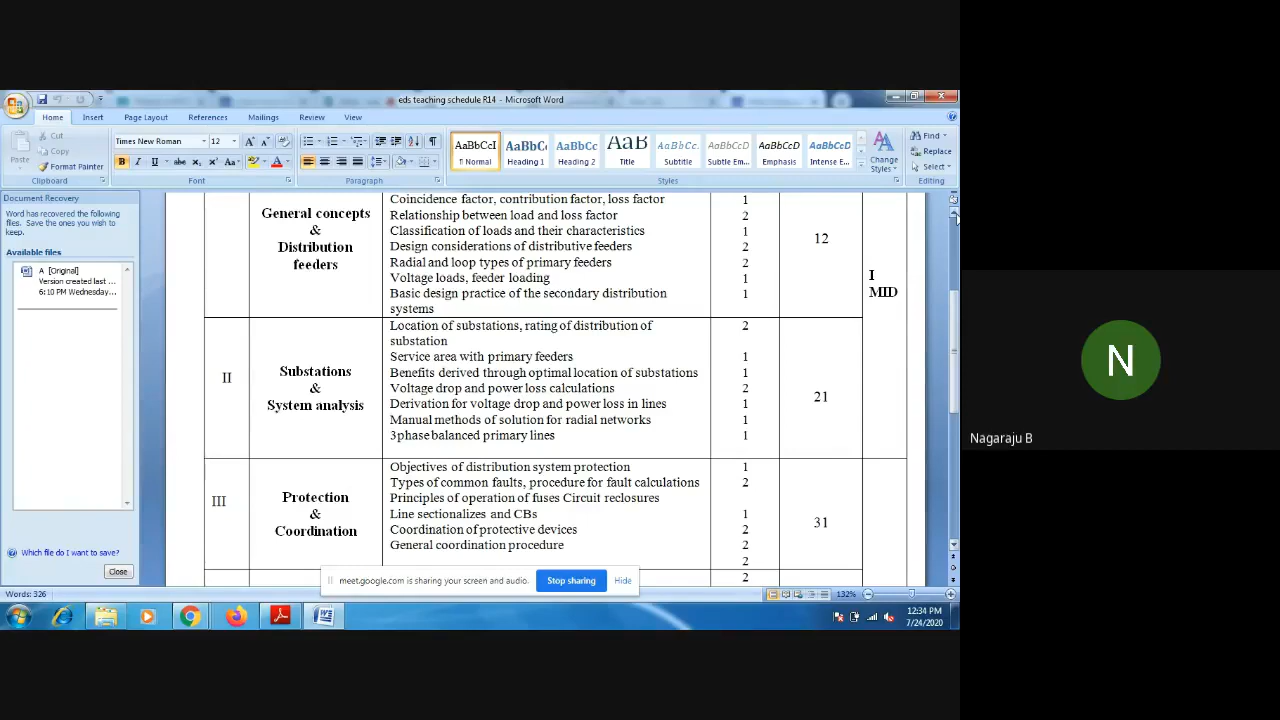 eds teaching schedule R14 - Microsoft Word
Home Insert Page Layout References Mailings Review View
Paste
Cut
Copy
Format Painter
Clipboard
Times New Roman 12
Font
Paragraph
AaBbCcI AaBbCc AaBbCc AaB AaBbCc. AaBbCcD AaBbCcD AaBbCcD
¶ Normal Heading 1 Heading 2 Title Subtitle Subtle Em... Emphasis Intense E...
Change Styles
Styles
Find
Replace
Select
Editing
Document Recovery
Word has recovered the following
files. Save the ones you wish to
keep.
Available files
A [Original]
Version created last ...
6:10 PM Wednesday...
Which file do I want to save?
Close
General concepts
&
Distribution
feeders
Coincidence factor, contribution factor, loss factor 1
Relationship between load and loss factor 2
Classification of loads and their characteristics 1
Design considerations of distributive feeders 2
Radial and loop types of primary feeders 2
Voltage loads, feeder loading 1
Basic design practice of the secondary distribution 1
systems
12
I
MID
II
Substations
&
System analysis
Location of substations, rating of distribution of 2
substation
Service area with primary feeders 1
Benefits derived through optimal location of substations 1
Voltage drop and power loss calculations 2
Derivation for voltage drop and power loss in lines 1
Manual methods of solution for radial networks 1
3phase balanced primary lines 1
21
III
Protection
&
Coordination
Objectives of distribution system protection 1
Types of common faults, procedure for fault calculations 2
Principles of operation of fuses Circuit reclosures
Line sectionalizes and CBs 1
Coordination of protective devices 2
General coordination procedure 2
2
31
2
meet.google.com is sharing your screen and audio. Stop sharing Hide
Words: 326
132%
12:34 PM
7/24/2020
N
Nagaraju B